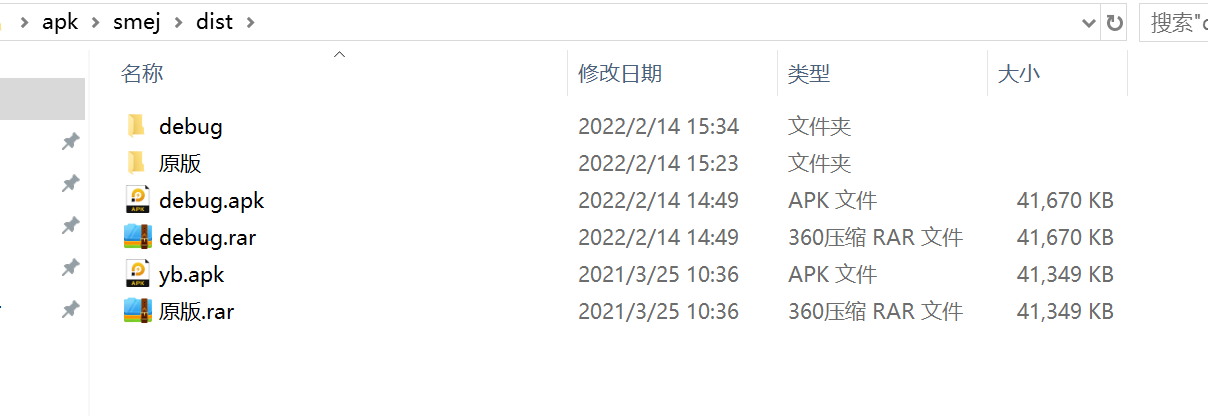 apk smej dist 搜索"d
名称 修改日期 类型 大小
debug 2022/2/14 15:34 文件夹
原版 2022/2/14 15:23 文件夹
debug.apk 2022/2/14 14:49 APK 文件 41,670 KB
debug.rar 2022/2/14 14:49 360压缩 RAR 文件 41,670 KB
yb.apk 2021/3/25 10:36 APK 文件 41,349 KB
原版.rar 2021/3/25 10:36 360压缩 RAR 文件 41,349 KB